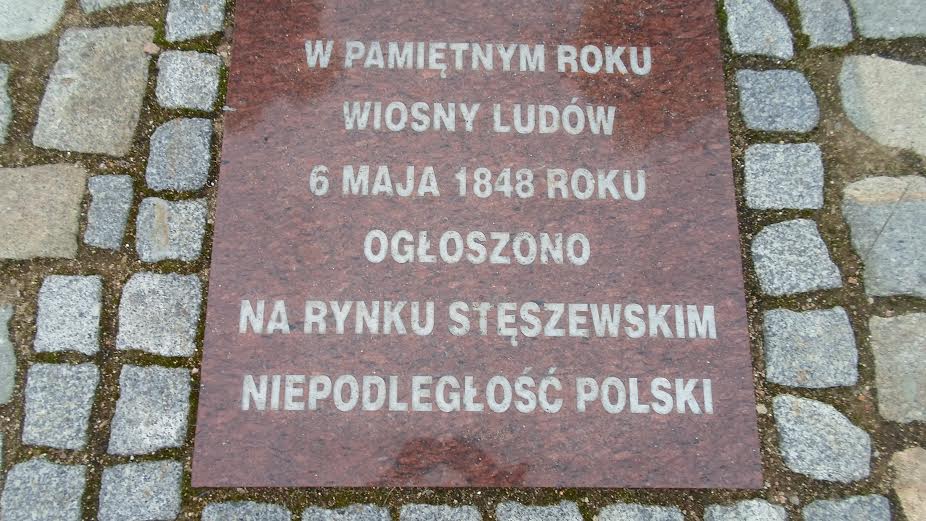 W PAMIĘTNYM ROKU
WIOSNY LUDÓW
6 MAJA 1848 ROKU
OGŁOSZONO
NA RYNKU STĘSZEWSKIM
NIEPODLEGŁOŚĆ POLSKI